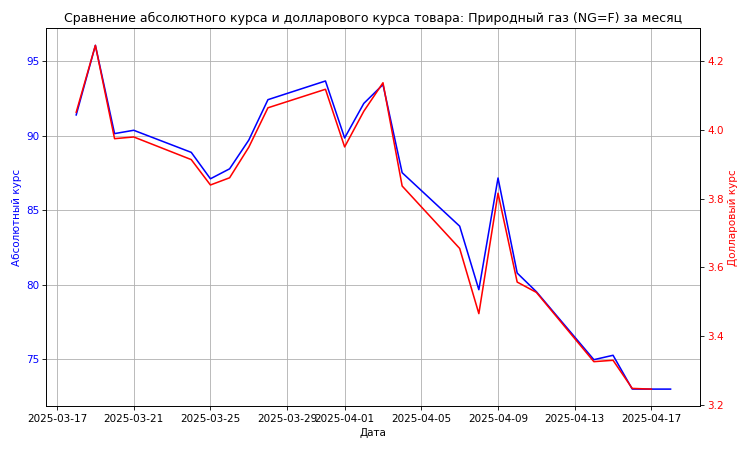 Сравнение абсолютного курса и долларового курса товара: Природный газ (NG=F) за месяц
Абсолютный курс
95
90
85
80
75
4.2
4.0
3.8
3.6
3.4
3.2
Долларовый курс
2025-03-17 2025-03-21 2025-03-25 2025-03-29 2025-04-01 2025-04-05 2025-04-09 2025-04-13 2025-04-17
Дата